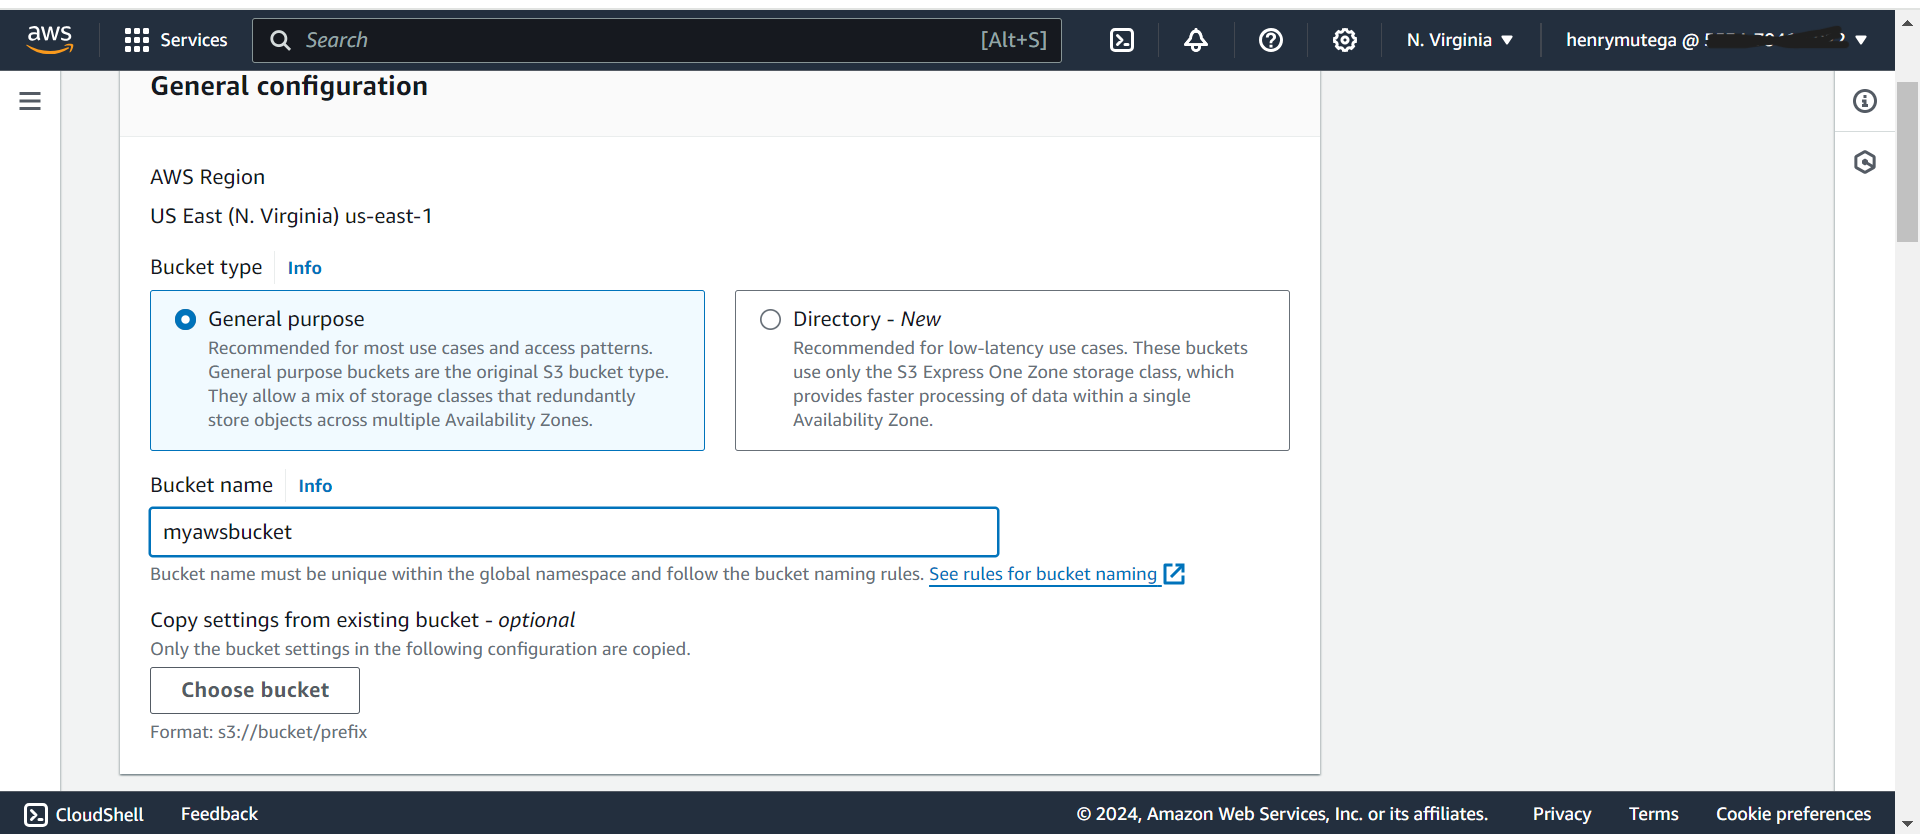 aws Services Search [Alt+S] N. Virginia henrymutega @
General configuration
AWS Region
US East (N. Virginia) us-east-1
Bucket type Info
General purpose
Recommended for most use cases and access patterns.
General purpose buckets are the original S3 bucket type.
They allow a mix of storage classes that redundantly
store objects across multiple Availability Zones.
Directory - New
Recommended for low-latency use cases. These buckets
use only the S3 Express One Zone storage class, which
provides faster processing of data within a single
Availability Zone.
Bucket name Info
myawsbucket
Bucket name must be unique within the global namespace and follow the bucket naming rules. See rules for bucket naming
Copy settings from existing bucket - optional
Only the bucket settings in the following configuration are copied.
Choose bucket
Format: s3://bucket/prefix
CloudShell Feedback © 2024, Amazon Web Services, Inc. or its affiliates. Privacy Terms Cookie preferences